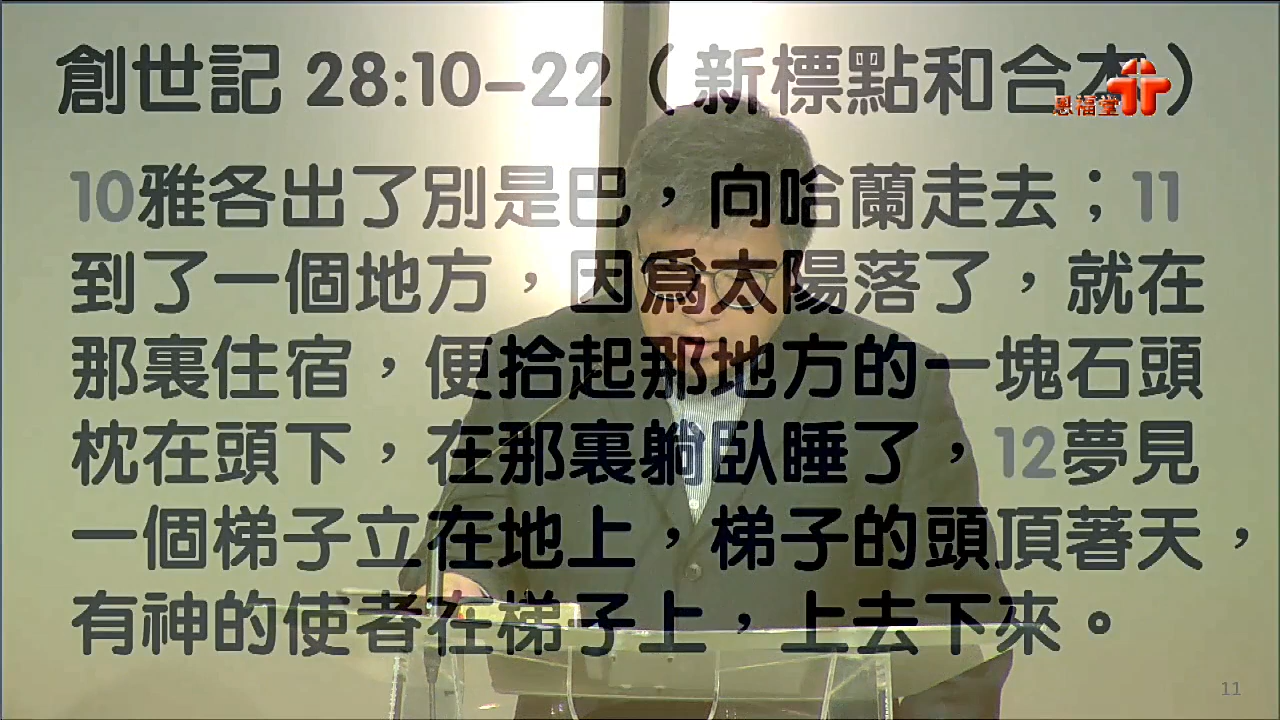 創世記 28:10–22（新標點和合本）
恩福堂
10雅各出了別是巴，向哈蘭走去；11
到了一個地方，因為太陽落了，就在
那裏住宿，便拾起那地方的一塊石頭
枕在頭下，在那裏躺臥睡了，12夢見
一個梯子立在地上，梯子的頭頂著天，
有神的使者在梯子上，上去下來。
11